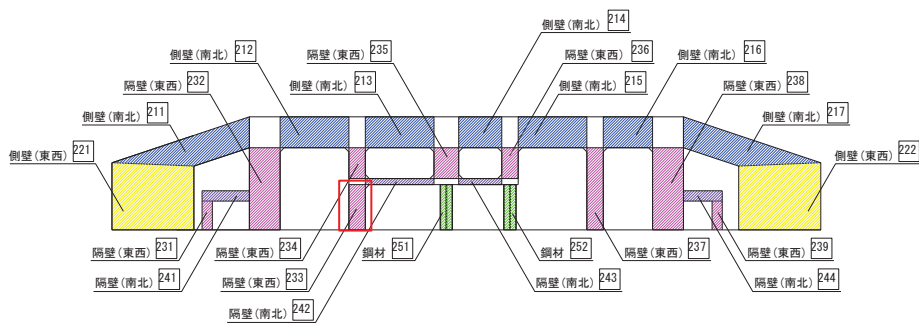 側壁(南北) 214
側壁(南北) 212
隔壁(東西) 235
隔壁(東西) 236
側壁(南北) 216
隔壁(東西) 232
側壁(南北) 213
側壁(南北) 215
隔壁(東西) 238
側壁(南北) 211
側壁(南北) 217
側壁(東西) 221
側壁(東西) 222
隔壁(東西) 231
隔壁(東西) 234
鋼材 251
鋼材 252
隔壁(東西) 237
隔壁(東西) 239
隔壁(南北) 241
隔壁(東西) 233
隔壁(南北) 243
隔壁(南北) 244
隔壁(南北) 242